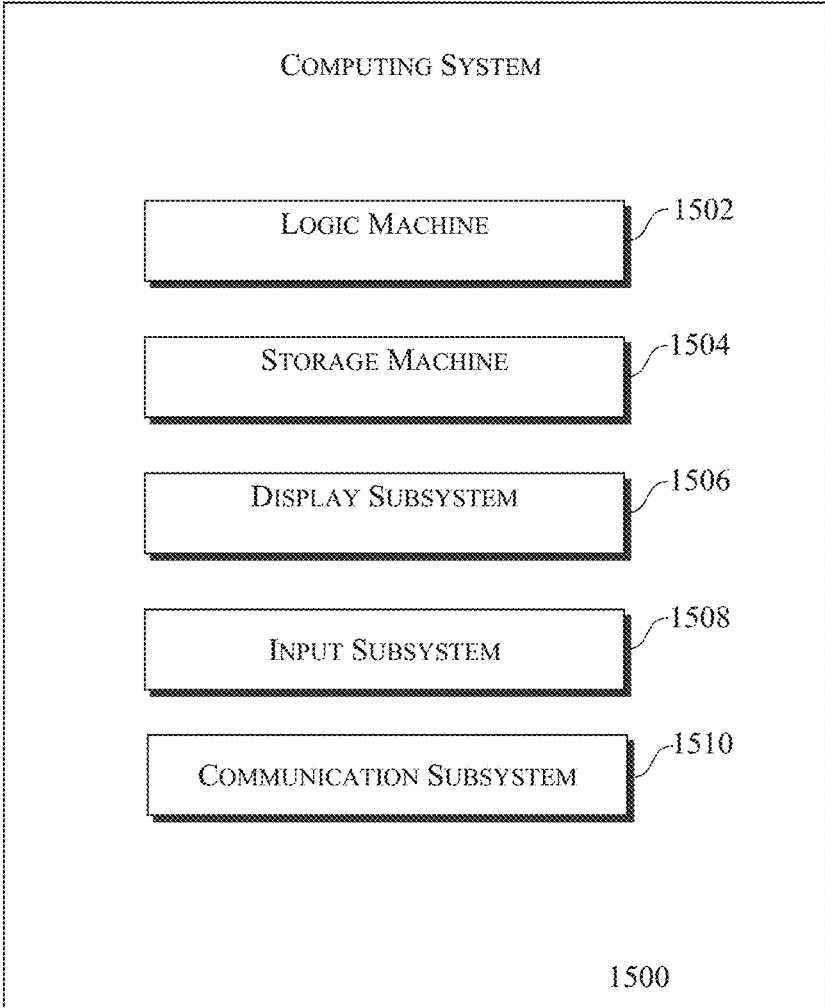 COMPUTING SYSTEM
LOGIC MACHINE
1502
STORAGE MACHINE
1504
DISPLAY SUBSYSTEM
1506
INPUT SUBSYSTEM
1508
COMMUNICATION SUBSYSTEM
1510
1500